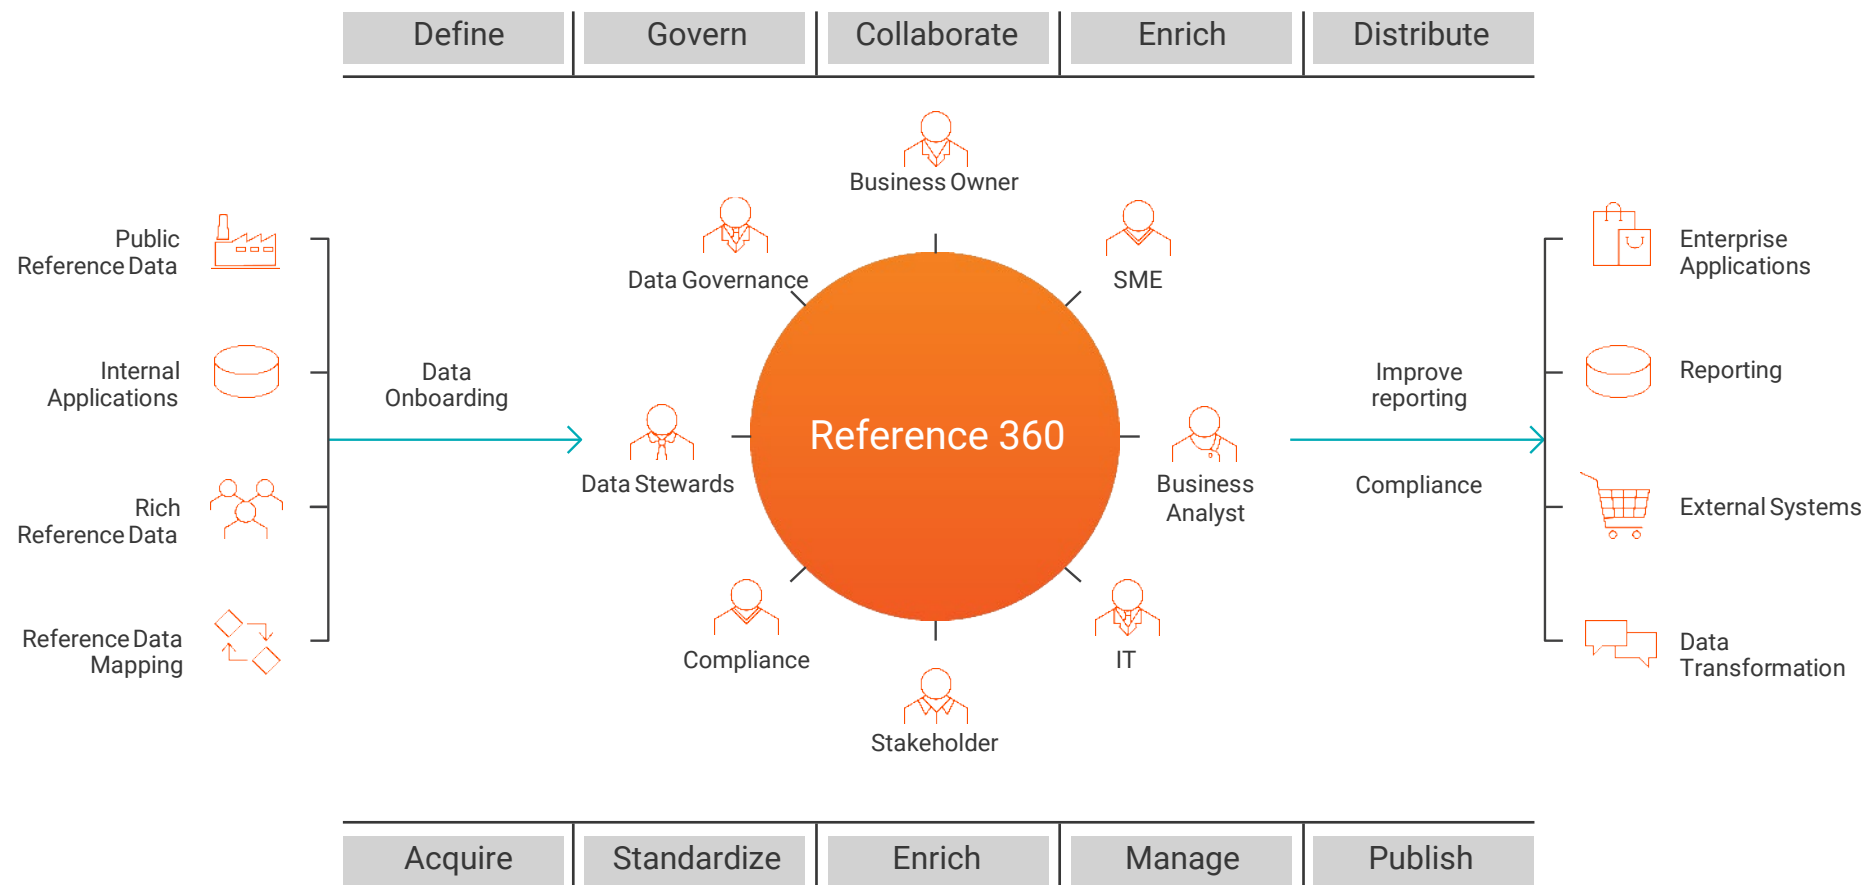 Define
Govern
Collaborate
Enrich
Distribute
Business Owner
Data Governance
SME
Public
Reference Data
Internal
Applications
Rich
Reference Data
Reference Data
Mapping
Data
Onboarding
Data Stewards
Reference 360
Business
Analyst
Improve
reporting
Compliance
Compliance
IT
Stakeholder
Enterprise
Applications
Reporting
External Systems
Data
Transformation
Acquire
Standardize
Enrich
Manage
Publish